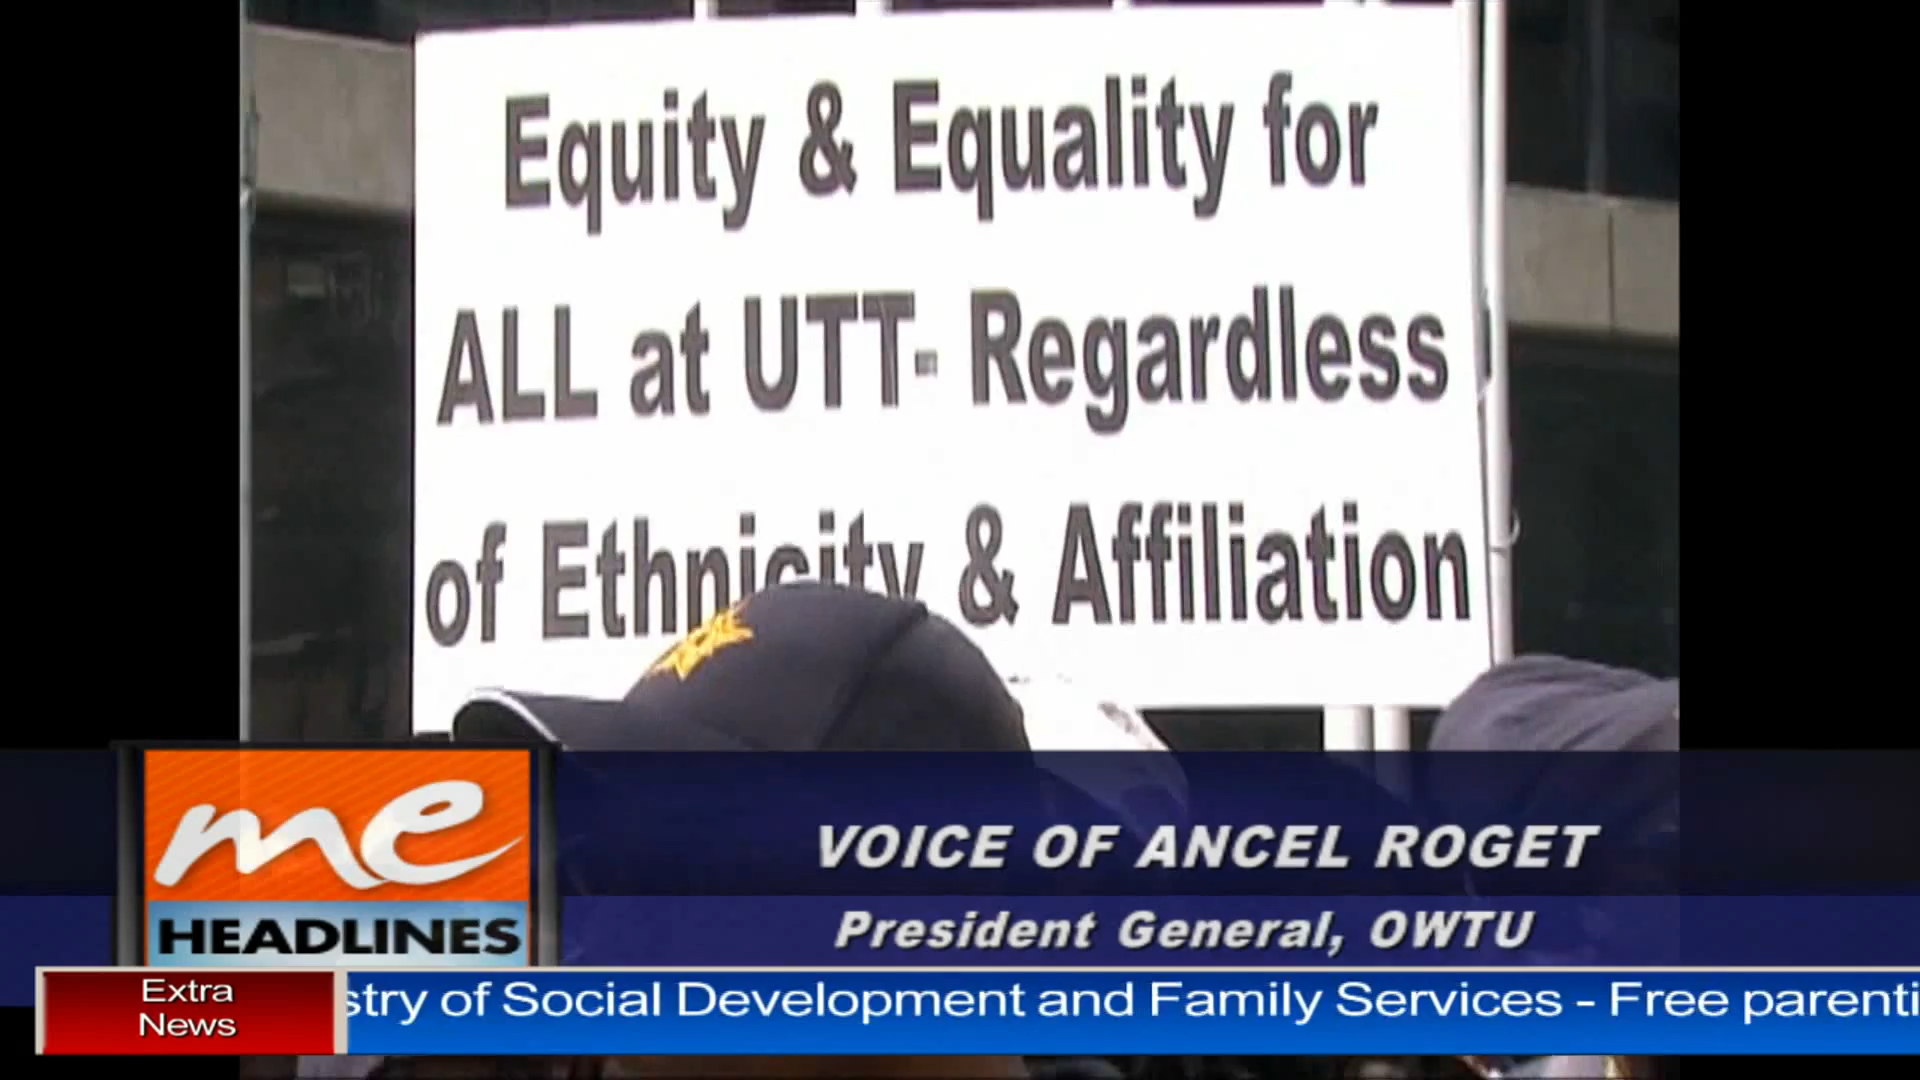 Equity & Equality for
ALL at UTT- Regardless
of Ethnicity & Affiliation
me
HEADLINES
VOICE OF ANCEL ROGET
President General, OWTU
Extra
News
stry of Social Development and Family Services - Free parenti